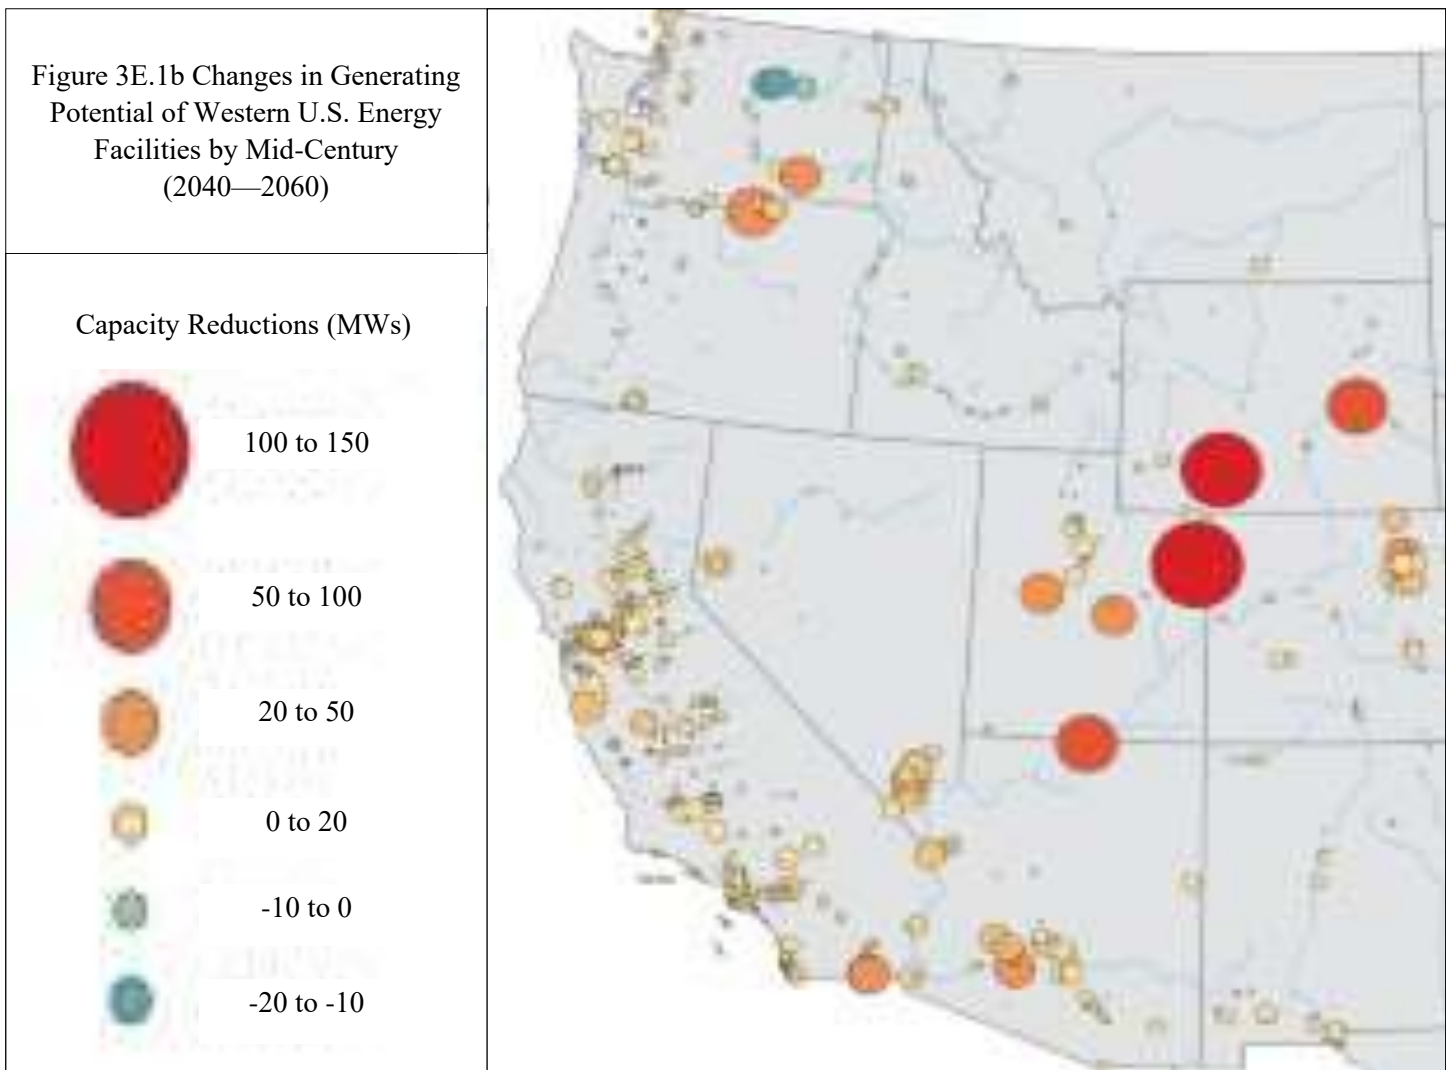 Figure 3E.1b Changes in Generating
Potential of Western U.S. Energy
Facilities by Mid-Century
(2040—2060)
Capacity Reductions (MWs)
100 to 150
50 to 100
20 to 50
0 to 20
-10 to 0
-20 to -10